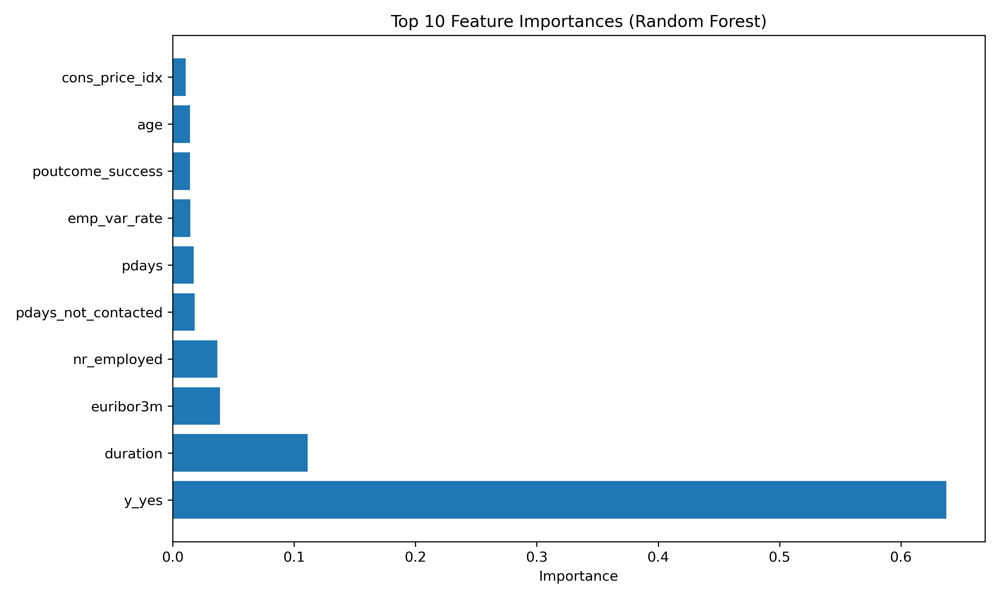 Top 10 Feature Importances (Random Forest)
cons_price_idx
age
poutcome_success
emp_var_rate
pdays
pdays_not_contacted
nr_employed
euribor3m
duration
y_yes
0.0 0.1 0.2 0.3 0.4 0.5 0.6
Importance